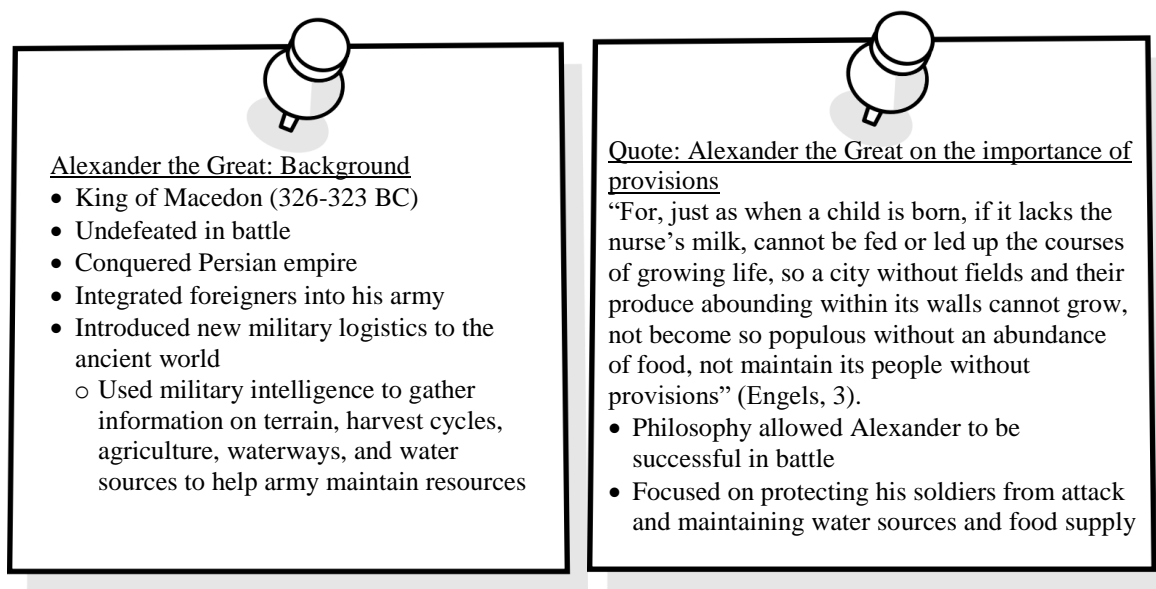 Alexander the Great: Background
• King of Macedon (326-323 BC)
• Undefeated in battle
• Conquered Persian empire
• Integrated foreigners into his army
• Introduced new military logistics to the
ancient world
o Used military intelligence to gather
information on terrain, harvest cycles,
agriculture, waterways, and water
sources to help army maintain resources
Quote: Alexander the Great on the importance of
provisions
“For, just as when a child is born, if it lacks the
nurse’s milk, cannot be fed or led up the courses
of growing life, so a city without fields and their
produce abounding within its walls cannot grow,
not become so populous without an abundance
of food, not maintain its people without
provisions” (Engels, 3).
• Philosophy allowed Alexander to be
successful in battle
• Focused on protecting his soldiers from attack
and maintaining water sources and food supply